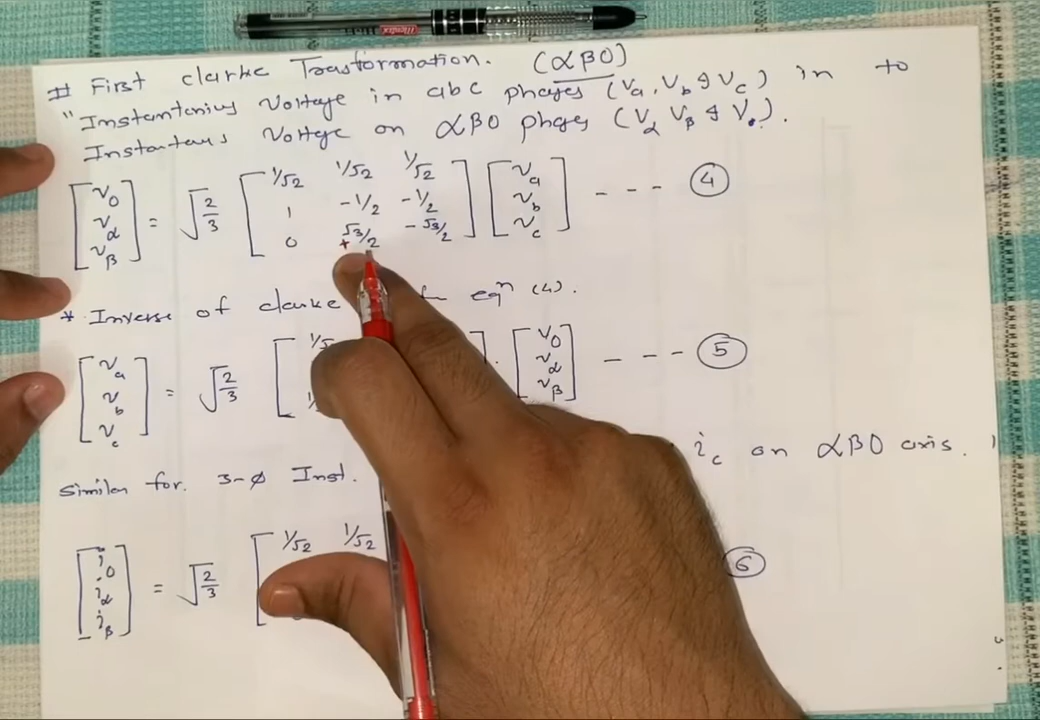 # First clarke Trasformation. (αβ0)
"Instantenius Voltage in abc phases (Va, Vb & Vc) in to
Instantaus Voltge on αβ0 phges (Vα Vβ & V0).
[v0 vα vβ] = √2/3 [1/√2 1/√2 1/√2 ; 1 -1/2 -1/2 ; 0 +√3/2 -√3/2] [va vb vc] - - - (4)
* Inverse of clarke eqn (4).
[va vb vc] = √2/3 [ ] . [v0 vα vβ] - - - (5)
Similar for. 3-ϕ Inst. ic on αβ0 axis.
[i0 iα iβ] = √2/3 [1/√2 1/√2 (6)